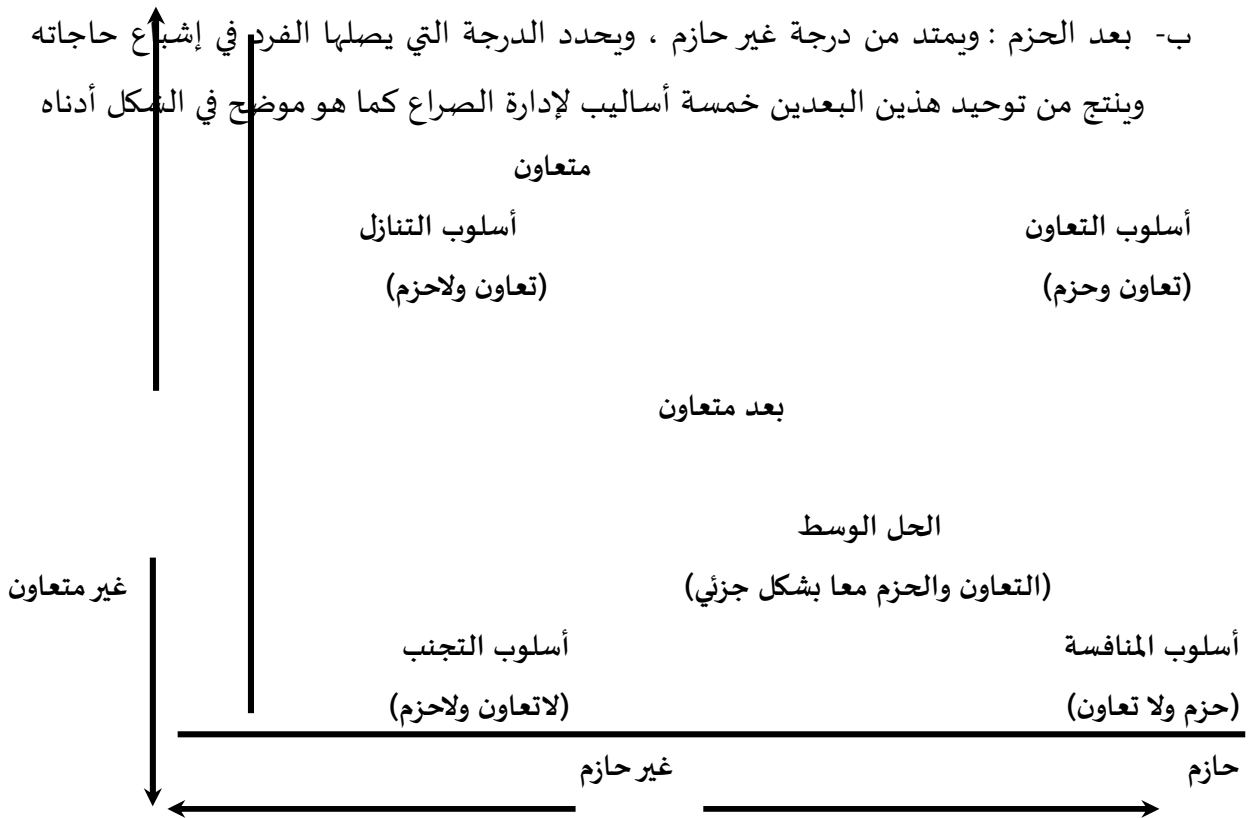 ب- بعد الحزم : ويمتد من درجة غير حازم ، ويحدد الدرجة التي يصلها الفرد في إشباع حاجاته
وينتج من توحيد هذين البعدين خمسة أساليب لإدارة الصراع كما هو موضح في الشكل أدناه
متعاون
أسلوب التعاون أسلوب التنازل
(تعاون وحزم) (تعاون ولاحزم)
بعد متعاون
الحل الوسط
(التعاون والحزم معا بشكل جزئي) غير متعاون
أسلوب المنافسة أسلوب التجنب
(حزم ولا تعاون) (لاتعاون ولاحزم)
حازم غير حازم